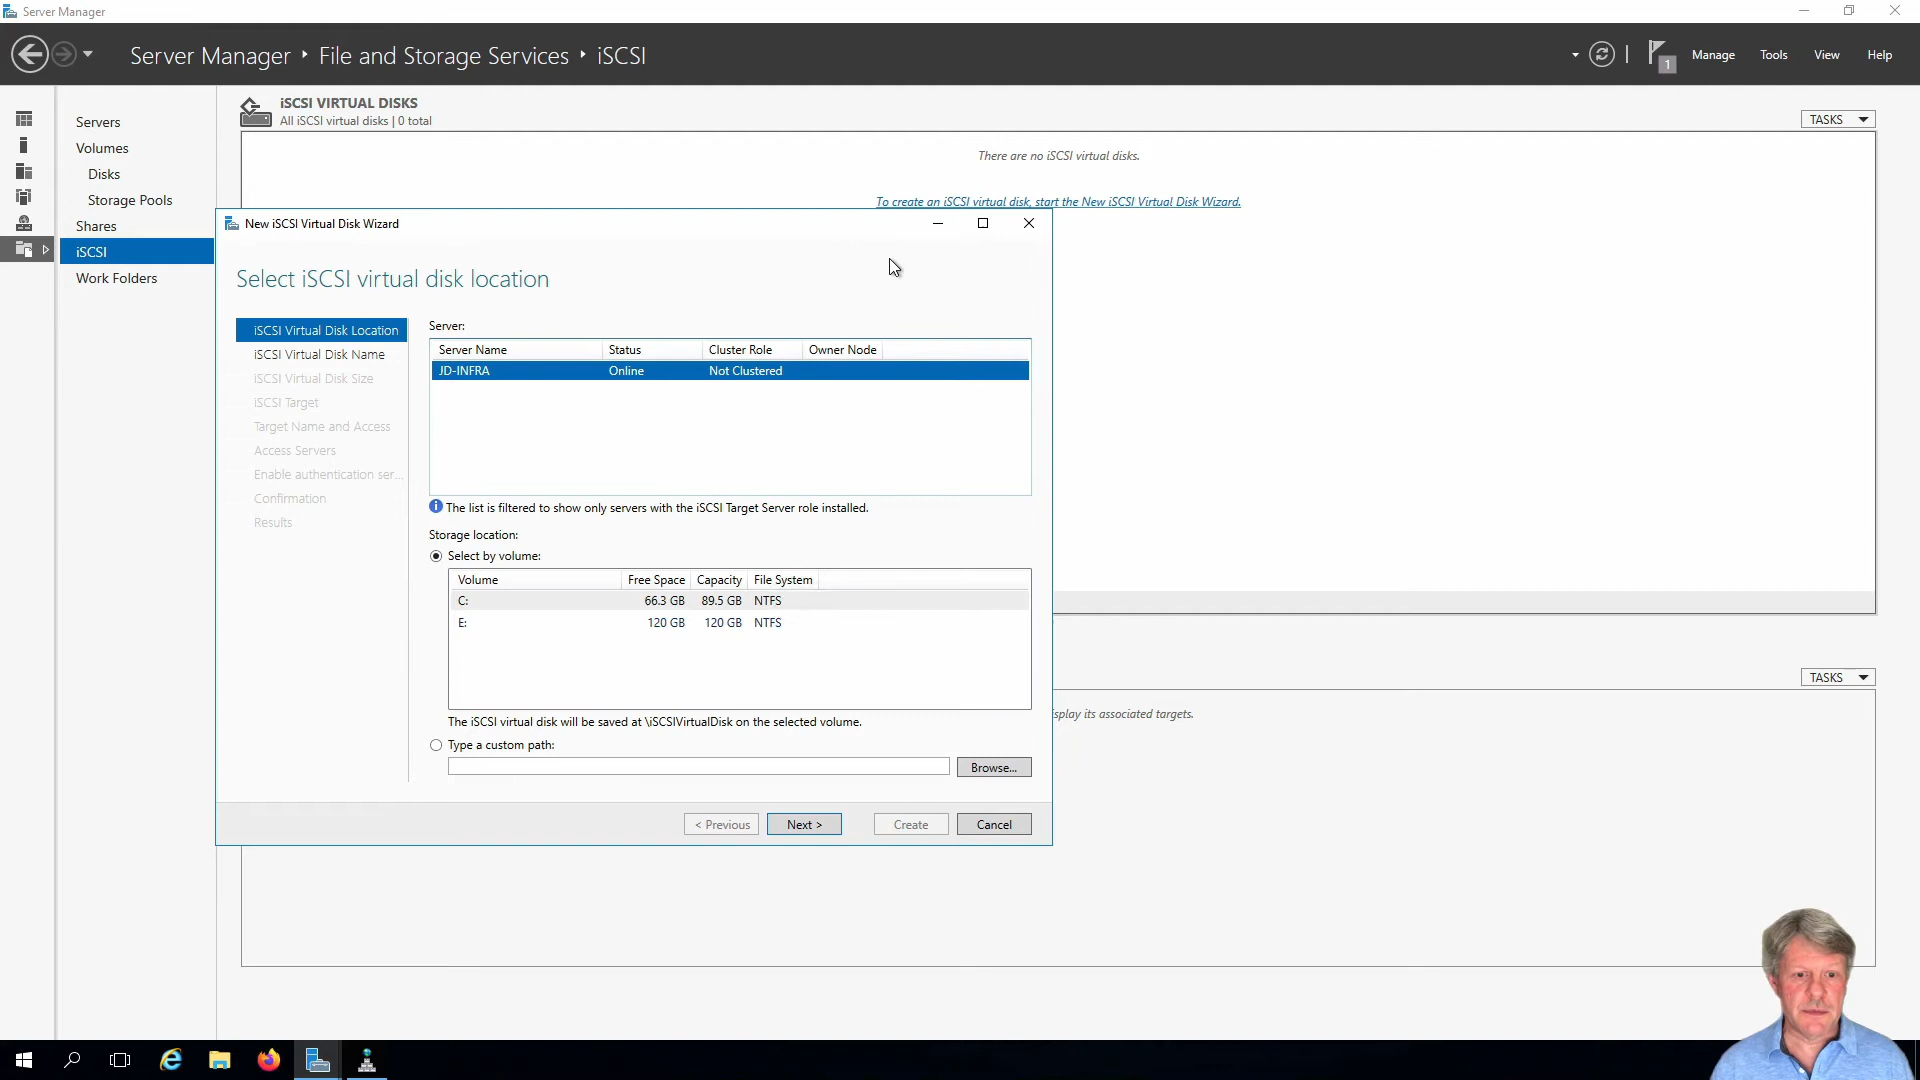 Server Manager
Server Manager ‣ File and Storage Services ‣ iSCSI
1
Manage
Tools
View
Help
Servers
Volumes
Disks
Storage Pools
Shares
iSCSI
Work Folders
iSCSI VIRTUAL DISKS
All iSCSI virtual disks | 0 total
TASKS
There are no iSCSI virtual disks.
To create an iSCSI virtual disk, start the New iSCSI Virtual Disk Wizard.
New iSCSI Virtual Disk Wizard
Select iSCSI virtual disk location
iSCSI Virtual Disk Location
iSCSI Virtual Disk Name
iSCSI Virtual Disk Size
iSCSI Target
Target Name and Access
Access Servers
Enable authentication ser...
Confirmation
Results
Server:
Server Name Status Cluster Role Owner Node
JD-INFRA Online Not Clustered
The list is filtered to show only servers with the iSCSI Target Server role installed.
Storage location:
Select by volume:
Volume Free Space Capacity File System
C: 66.3 GB 89.5 GB NTFS
E: 120 GB 120 GB NTFS
The iSCSI virtual disk will be saved at \iSCSIVirtualDisk on the selected volume.
Type a custom path:
Browse...
< Previous
Next >
Create
Cancel
TASKS
splay its associated targets.